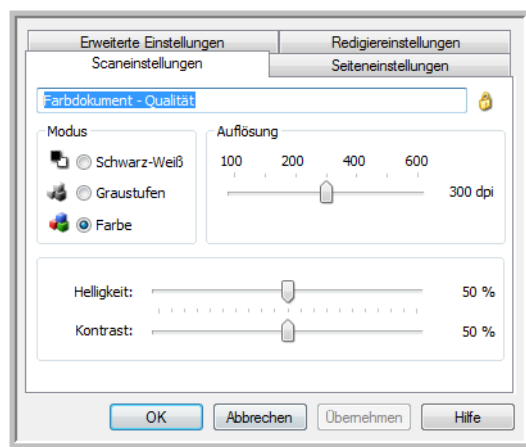 Erweiterte Einstellungen Redigiereinstellungen
Scaneinstellungen Seiteneinstellungen
Farbdokument - Qualität
Modus
Schwarz-Weiß
Graustufen
Farbe
Auflösung
100 200 400 600
300 dpi
Helligkeit: 50 %
Kontrast: 50 %
OK Abbrechen Übernehmen Hilfe